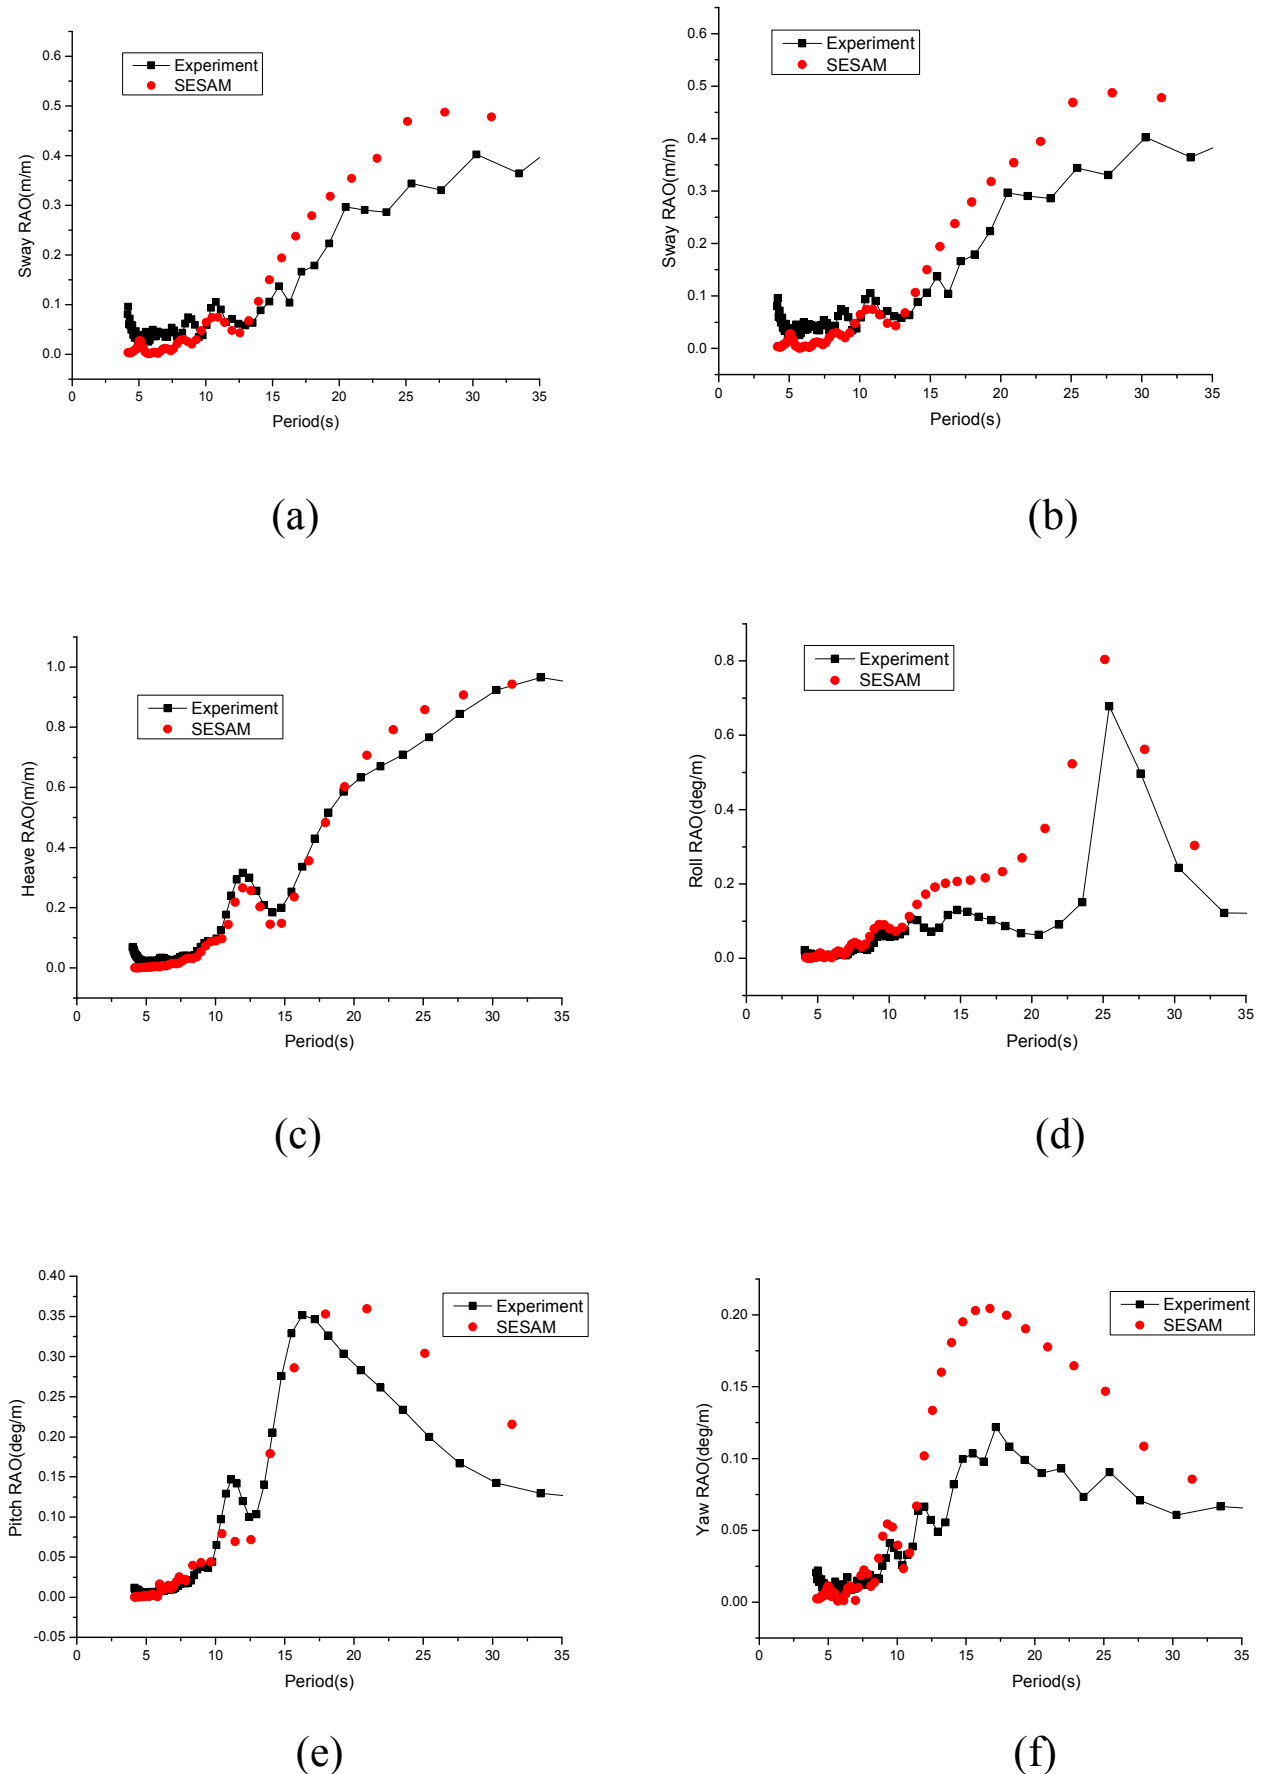 Experiment
SESAM
Sway RAO(m/m)
0.6
0.5
0.4
0.3
0.2
0.1
0.0
0 5 10 15 20 25 30 35
Period(s)
(a)
Experiment
SESAM
Sway RAO(m/m)
0.6
0.5
0.4
0.3
0.2
0.1
0.0
0 5 10 15 20 25 30 35
Period(s)
(b)
Experiment
SESAM
Heave RAO(m/m)
1.0
0.8
0.6
0.4
0.2
0.0
0 5 10 15 20 25 30 35
Period(s)
(c)
Experiment
SESAM
Roll RAO(deg/m)
0.8
0.6
0.4
0.2
0.0
0 5 10 15 20 25 30 35
Period(s)
(d)
Experiment
SESAM
Pitch RAO(deg/m)
0.40
0.35
0.30
0.25
0.20
0.15
0.10
0.05
0.00
-0.05
0 5 10 15 20 25 30 35
Period(s)
(e)
Experiment
SESAM
Yaw RAO(deg/m)
0.20
0.15
0.10
0.05
0.00
0 5 10 15 20 25 30 35
Period(s)
(f)